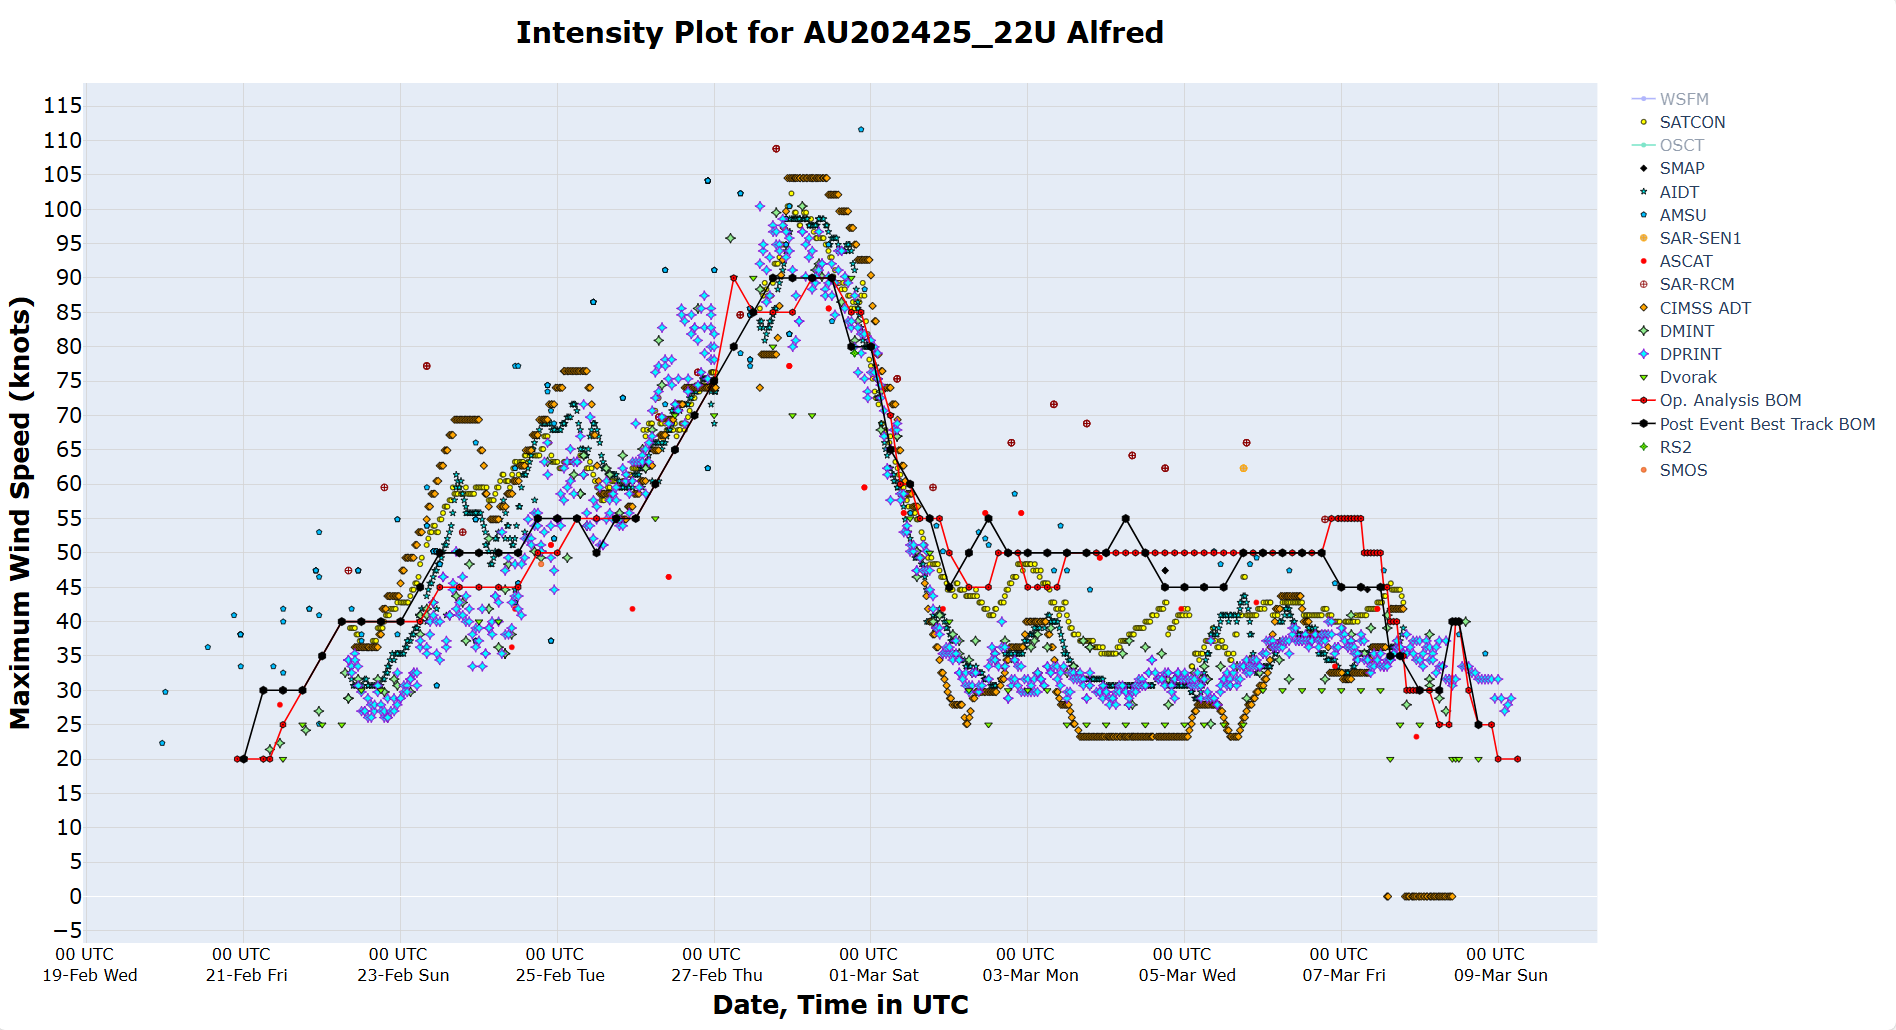 Intensity Plot for AU202425_22U Alfred
Maximum Wind Speed (knots)
115
110
105
100
95
90
85
80
75
70
65
60
55
50
45
40
35
30
25
20
15
10
5
0
−5
00 UTC 00 UTC 00 UTC 00 UTC 00 UTC 00 UTC 00 UTC 00 UTC 00 UTC 00 UTC
19-Feb Wed 21-Feb Fri 23-Feb Sun 25-Feb Tue 27-Feb Thu 01-Mar Sat 03-Mar Mon 05-Mar Wed 07-Mar Fri 09-Mar Sun
Date, Time in UTC
WSFM
SATCON
OSCT
SMAP
AIDT
AMSU
SAR-SEN1
ASCAT
SAR-RCM
CIMSS ADT
DMINT
DPRINT
Dvorak
Op. Analysis BOM
Post Event Best Track BOM
RS2
SMOS